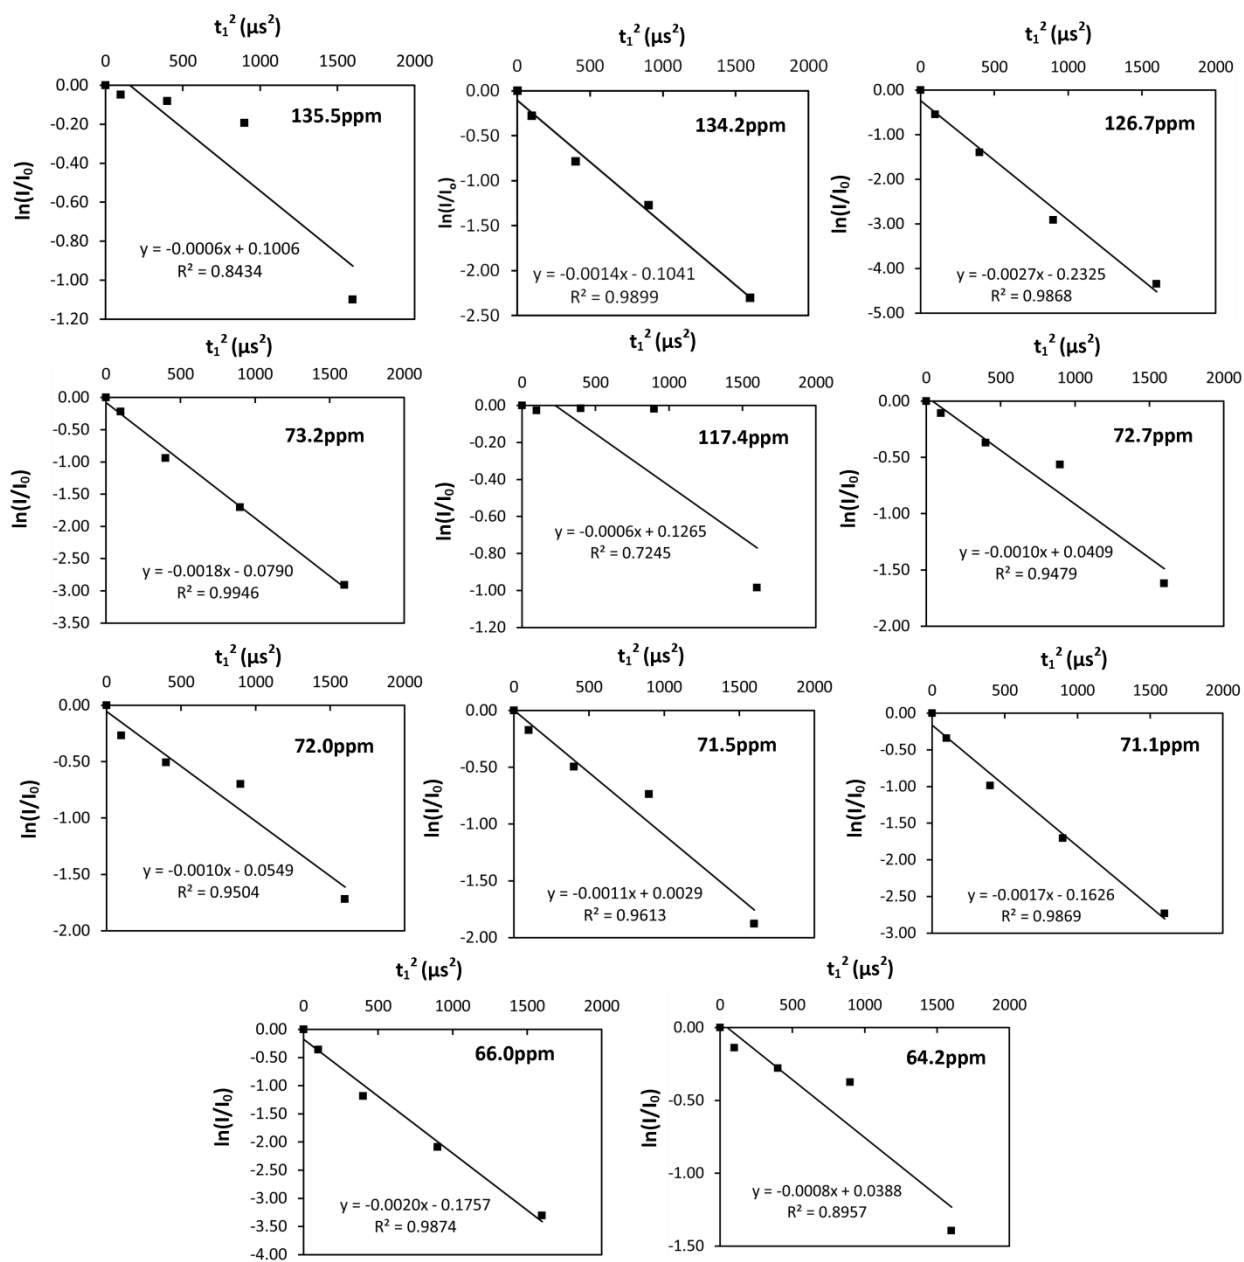 t₁² (µs²)
0 500 1000 1500 2000
0.00
-0.20
-0.40
-0.60
-0.80
-1.00
-1.20
ln(I/I₀)
135.5ppm
y = -0.0006x + 0.1006
R² = 0.8434
t₁² (µs²)
0 500 1000 1500 2000
0.00
-0.50
-1.00
-1.50
-2.00
-2.50
ln(I/Iₒ)
134.2ppm
y = -0.0014x - 0.1041
R² = 0.9899
t₁² (µs²)
0 500 1000 1500 2000
0.00
-1.00
-2.00
-3.00
-4.00
-5.00
ln(I/I₀)
126.7ppm
y = -0.0027x - 0.2325
R² = 0.9868
t₁² (µs²)
0 500 1000 1500 2000
0.00
-0.50
-1.00
-1.50
-2.00
-2.50
-3.00
-3.50
ln(I/I₀)
73.2ppm
y = -0.0018x - 0.0790
R² = 0.9946
t₁² (µs²)
0 500 1000 1500 2000
0.00
-0.20
-0.40
-0.60
-0.80
-1.00
-1.20
ln(I/I₀)
117.4ppm
y = -0.0006x + 0.1265
R² = 0.7245
t₁² (µs²)
0 500 1000 1500 2000
0.00
-0.50
-1.00
-1.50
-2.00
ln(I/I₀)
72.7ppm
y = -0.0010x + 0.0409
R² = 0.9479
t₁² (µs²)
0 500 1000 1500 2000
0.00
-0.50
-1.00
-1.50
-2.00
ln(I/I₀)
72.0ppm
y = -0.0010x - 0.0549
R² = 0.9504
t₁² (µs²)
0 500 1000 1500 2000
0.00
-0.50
-1.00
-1.50
-2.00
ln(I/I₀)
71.5ppm
y = -0.0011x + 0.0029
R² = 0.9613
t₁² (µs²)
0 500 1000 1500 2000
0.00
-0.50
-1.00
-1.50
-2.00
-2.50
-3.00
ln(I/I₀)
71.1ppm
y = -0.0017x - 0.1626
R² = 0.9869
t₁² (µs²)
0 500 1000 1500 2000
0.00
-0.50
-1.00
-1.50
-2.00
-2.50
-3.00
-3.50
-4.00
ln(I/I₀)
66.0ppm
y = -0.0020x - 0.1757
R² = 0.9874
t₁² (µs²)
0 500 1000 1500 2000
0.00
-0.50
-1.00
-1.50
ln(I/I₀)
64.2ppm
y = -0.0008x + 0.0388
R² = 0.8957